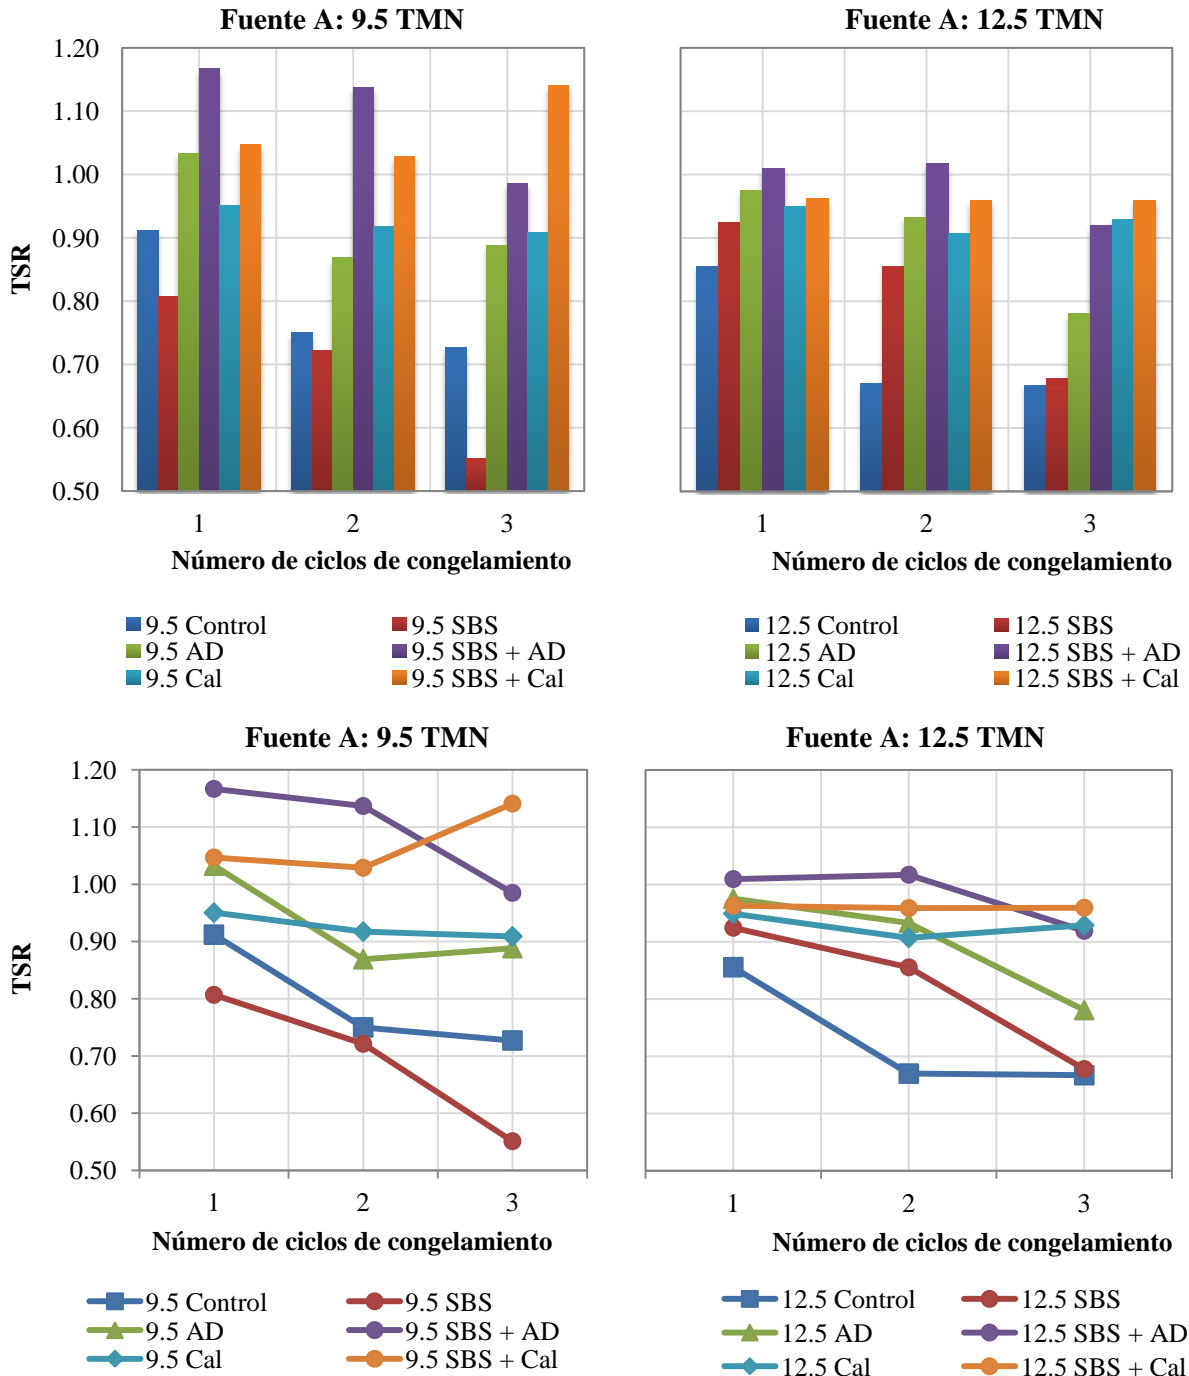 Fuente A: 9.5 TMN
1.20
1.10
1.00
0.90
0.80
0.70
0.60
0.50
TSR
1 2 3
Número de ciclos de congelamiento
9.5 Control 9.5 SBS
9.5 AD 9.5 SBS + AD
9.5 Cal 9.5 SBS + Cal
Fuente A: 12.5 TMN
1 2 3
Número de ciclos de congelamiento
12.5 Control 12.5 SBS
12.5 AD 12.5 SBS + AD
12.5 Cal 12.5 SBS + Cal
Fuente A: 9.5 TMN
1.20
1.10
1.00
0.90
0.80
0.70
0.60
0.50
TSR
1 2 3
Número de ciclos de congelamiento
9.5 Control 9.5 SBS
9.5 AD 9.5 SBS + AD
9.5 Cal 9.5 SBS + Cal
Fuente A: 12.5 TMN
1 2 3
Número de ciclos de congelamiento
12.5 Control 12.5 SBS
12.5 AD 12.5 SBS + AD
12.5 Cal 12.5 SBS + Cal